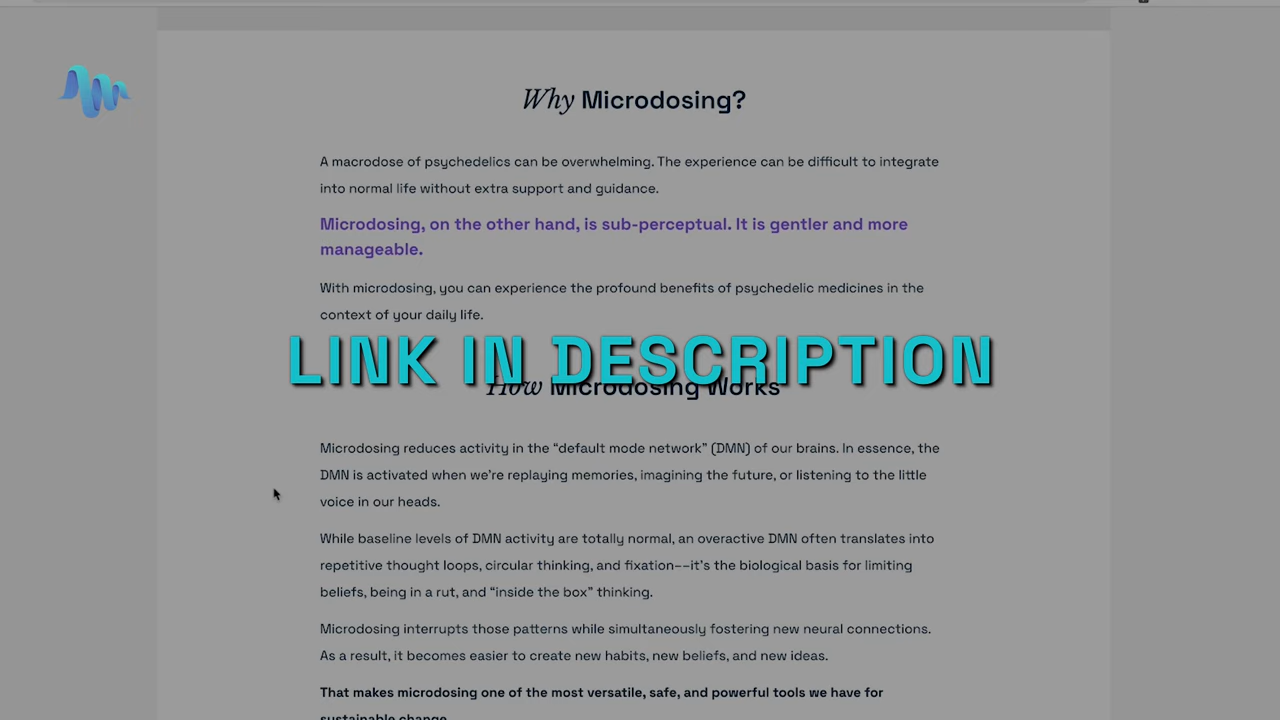 Why Microdosing?
A macrodose of psychedelics can be overwhelming. The experience can be difficult to integrate
into normal life without extra support and guidance.
Microdosing, on the other hand, is sub-perceptual. It is gentler and more
manageable.
With microdosing, you can experience the profound benefits of psychedelic medicines in the
context of your daily life.
LINK IN DESCRIPTION
How Microdosing Works
Microdosing reduces activity in the “default mode network” (DMN) of our brains. In essence, the
DMN is activated when we’re replaying memories, imagining the future, or listening to the little
voice in our heads.
While baseline levels of DMN activity are totally normal, an overactive DMN often translates into
repetitive thought loops, circular thinking, and fixation––it’s the biological basis for limiting
beliefs, being in a rut, and “inside the box” thinking.
Microdosing interrupts those patterns while simultaneously fostering new neural connections.
As a result, it becomes easier to create new habits, new beliefs, and new ideas.
That makes microdosing one of the most versatile, safe, and powerful tools we have for
sustainable change